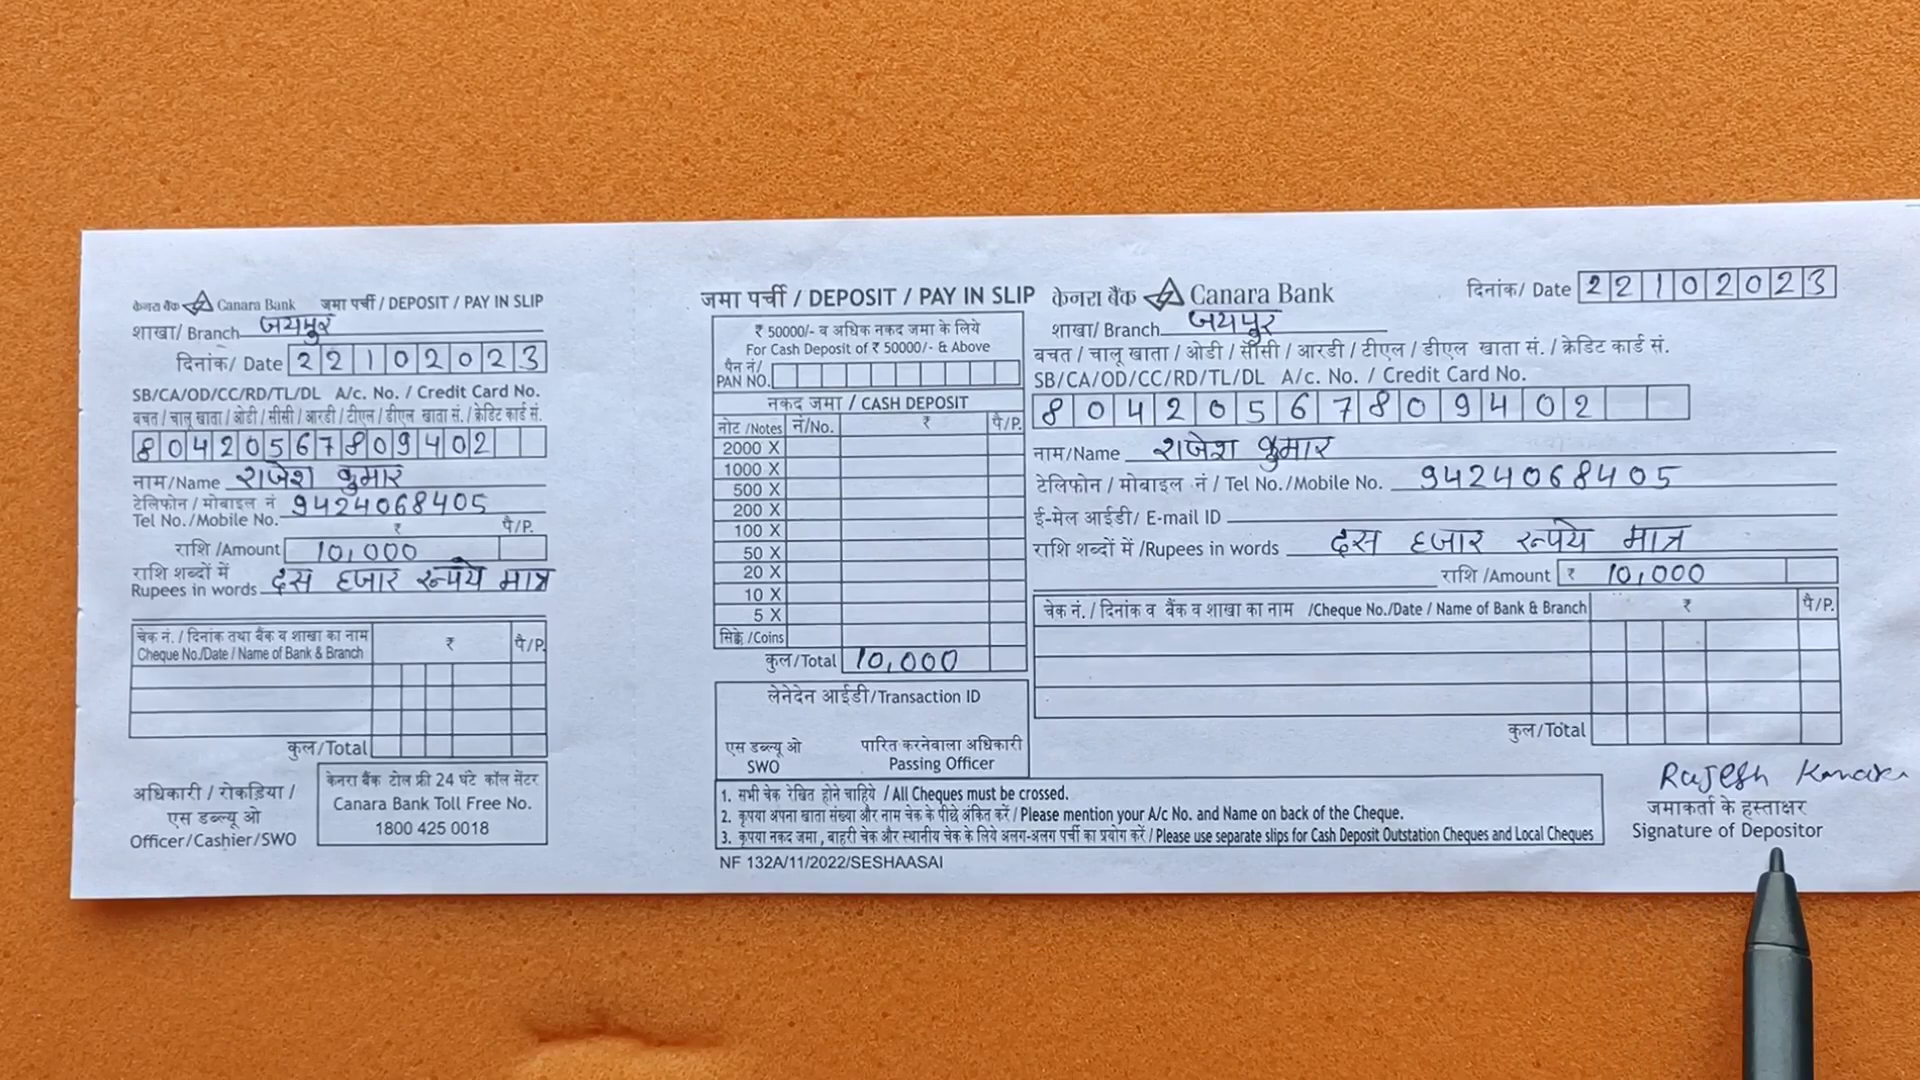 केनरा बैंक Canara Bank जमा पर्ची / DEPOSIT / PAY IN SLIP
शाखा/ Branch जयपुर
दिनांक/ Date 22102023
SB/CA/OD/CC/RD/TL/DL A/c. No. / Credit Card No.
बचत / चालू खाता / ओडी / सीसी / आरडी / टीएल / डीएल खाता सं. / क्रेडिट कार्ड सं.
80420567809402
नाम/Name राजेश कुमार
टेलिफोन / मोबाइल नं
Tel No./Mobile No. 9424068405
₹ पै/P.
राशि /Amount 10,000
राशि शब्दों में
Rupees in words दस हजार रूपये मात्र
चेक नं. / दिनांक तथा बैंक व शाखा का नाम ₹ पै/P.
Cheque No./Date / Name of Bank & Branch
कुल/Total
अधिकारी / रोकड़िया /
एस डब्ल्यू ओ
Officer/Cashier/SWO
केनरा बैंक टोल फ्री 24 घंटे कॉल सेंटर
Canara Bank Toll Free No.
1800 425 0018
जमा पर्ची / DEPOSIT / PAY IN SLIP केनरा बैंक Canara Bank
दिनांक/ Date 22102023
₹ 50000/- व अधिक नकद जमा के लिये
For Cash Deposit of ₹ 50000/- & Above
पैन नं/
PAN NO.
नकद जमा / CASH DEPOSIT
नोट /Notes नं/No. ₹ पै/P.
2000 X
1000 X
500 X
200 X
100 X
50 X
20 X
10 X
5 X
सिक्के /Coins
कुल/Total 10,000
लेनेदेन आईडी/Transaction ID
एस डब्ल्यू ओ पारित करनेवाला अधिकारी
SWO Passing Officer
शाखा/ Branch जयपुर
बचत / चालू खाता / ओडी / सीसी / आरडी / टीएल / डीएल खाता सं. / क्रेडिट कार्ड सं.
SB/CA/OD/CC/RD/TL/DL A/c. No. / Credit Card No.
80420567809402
नाम/Name राजेश कुमार
टेलिफोन / मोबाइल नं / Tel No./Mobile No. 9424068405
ई-मेल आईडी/ E-mail ID
राशि शब्दों में /Rupees in words दस हजार रूपये मात्र
राशि /Amount ₹ 10,000
चेक नं. / दिनांक व बैंक व शाखा का नाम /Cheque No./Date / Name of Bank & Branch ₹ पै/P.
कुल/Total
Rajesh Kumar
जमाकर्ता के हस्ताक्षर
Signature of Depositor
1. सभी चेक रेखित होने चाहिये / All Cheques must be crossed.
2. कृपया अपना खाता संख्या और नाम चेक के पीछे अंकित करें / Please mention your A/c No. and Name on back of the Cheque.
3. कृपया नकद जमा , बाहरी चेक और स्थानीय चेक के लिये अलग-अलग पर्ची का प्रयोग करें / Please use separate slips for Cash Deposit Outstation Cheques and Local Cheques
NF 132A/11/2022/SESHAASAI